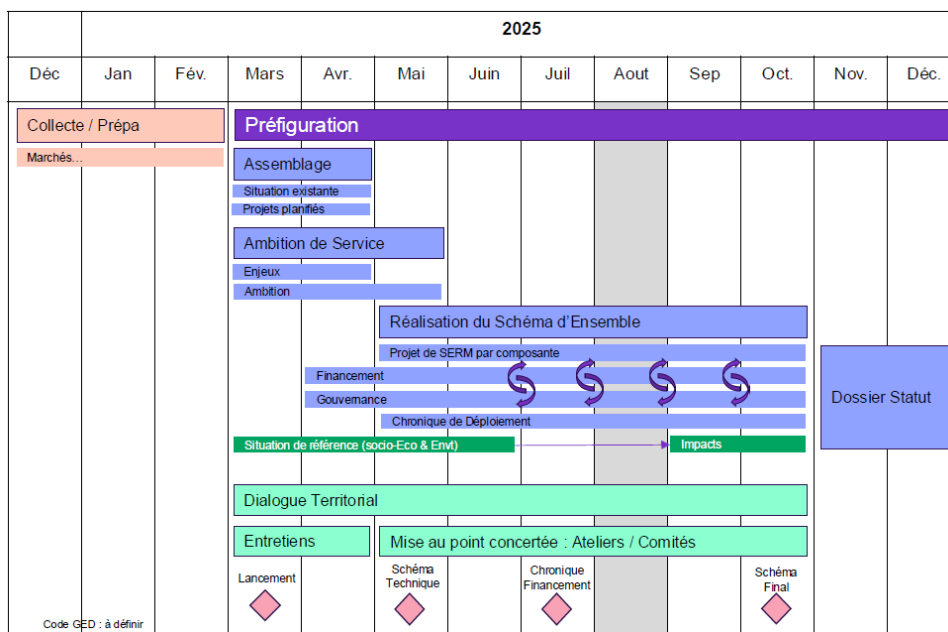 2025
Déc Jan Fév. Mars Avr. Mai Juin Juil Aout Sep Oct. Nov. Déc.
Collecte / Prépa
Préfiguration
Marchés...
Assemblage
Situation existante
Projets planifiés
Ambition de Service
Enjeux
Ambition
Réalisation du Schéma d'Ensemble
Projet de SERM par composante
Financement
Gouvernance
Dossier Statut
Chronique de Déploiement
Situation de référence (socio-Eco & Envt)
Impacts
Dialogue Territorial
Entretiens
Mise au point concertée : Ateliers / Comités
Lancement
Schéma
Technique
Chronique
Financement
Schéma
Final
Code GED : à définir